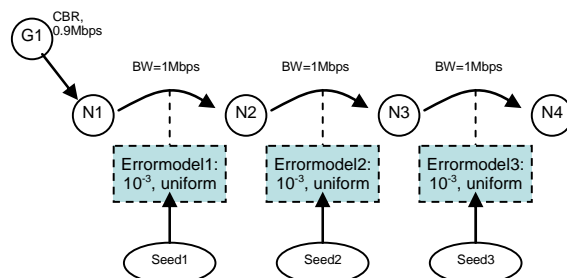 CBR,
0.9Mbps
G1
BW=1Mbps
BW=1Mbps
BW=1Mbps
N1
N2
N3
N4
Errormodel1:
10⁻³, uniform
Errormodel2:
10⁻³, uniform
Errormodel3:
10⁻³, uniform
Seed1
Seed2
Seed3